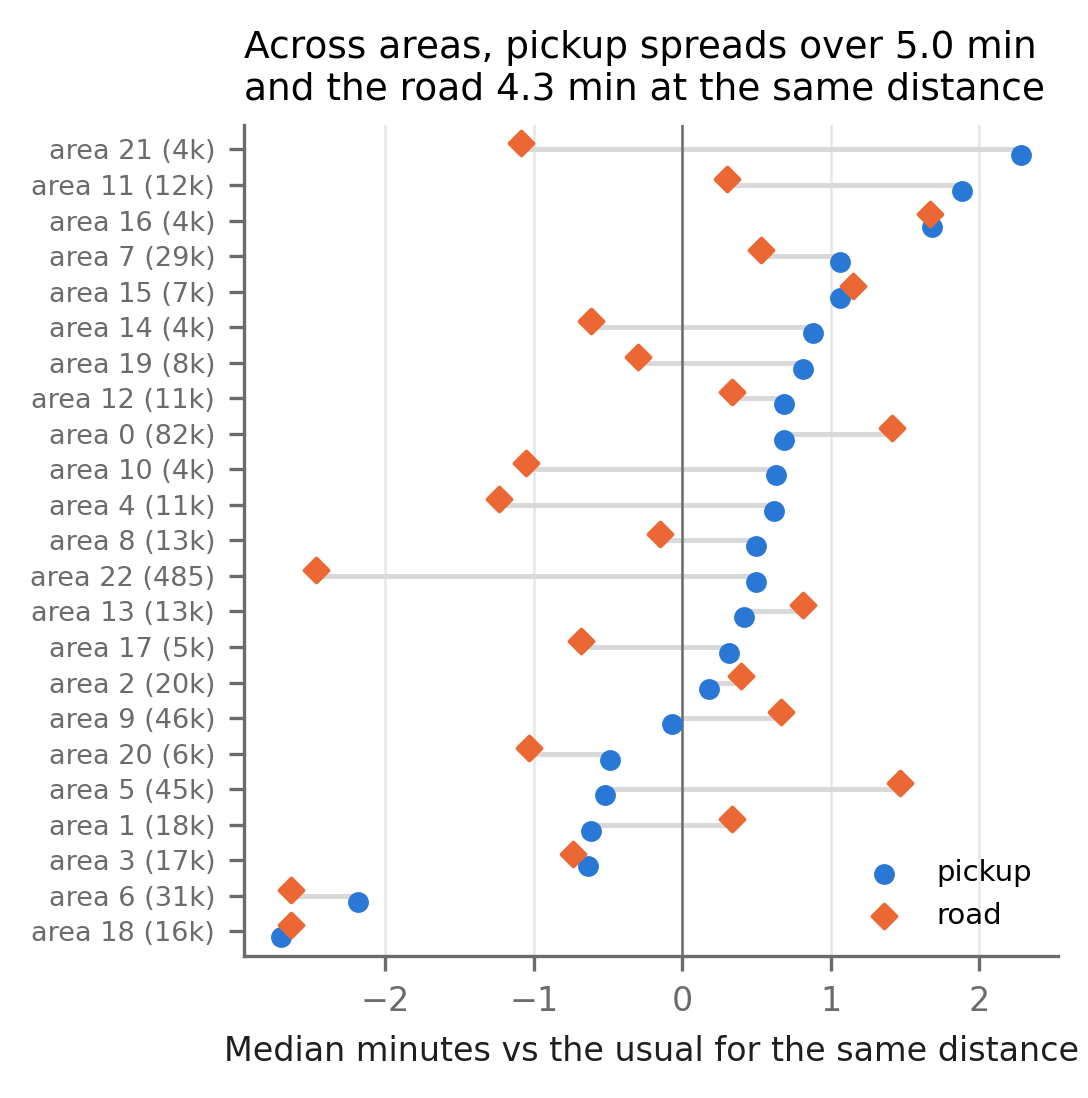 Across areas, pickup spreads over 5.0 min
and the road 4.3 min at the same distance
area 21 (4k)
area 11 (12k)
area 16 (4k)
area 7 (29k)
area 15 (7k)
area 14 (4k)
area 19 (8k)
area 12 (11k)
area 0 (82k)
area 10 (4k)
area 4 (11k)
area 8 (13k)
area 22 (485)
area 13 (13k)
area 17 (5k)
area 2 (20k)
area 9 (46k)
area 20 (6k)
area 5 (45k)
area 1 (18k)
area 3 (17k)
area 6 (31k)
area 18 (16k)
pickup
road
−2 −1 0 1 2
Median minutes vs the usual for the same distance